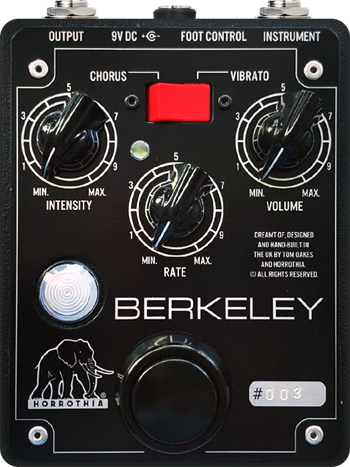 OUTPUT 9V DC FOOT CONTROL INSTRUMENT
CHORUS VIBRATO
1 3 5 7 9
MIN. MAX.
INTENSITY
1 3 5 7 9
MIN. MAX.
RATE
1 3 5 7 9
MIN. MAX.
VOLUME
DREAMT OF, DESIGNED
AND HAND-BUILT IN
THE UK BY TOM OAKES
AND HORROTHIA.
(C) ALL RIGHTS RESERVED.
BERKELEY
HORROTHIA®
#003